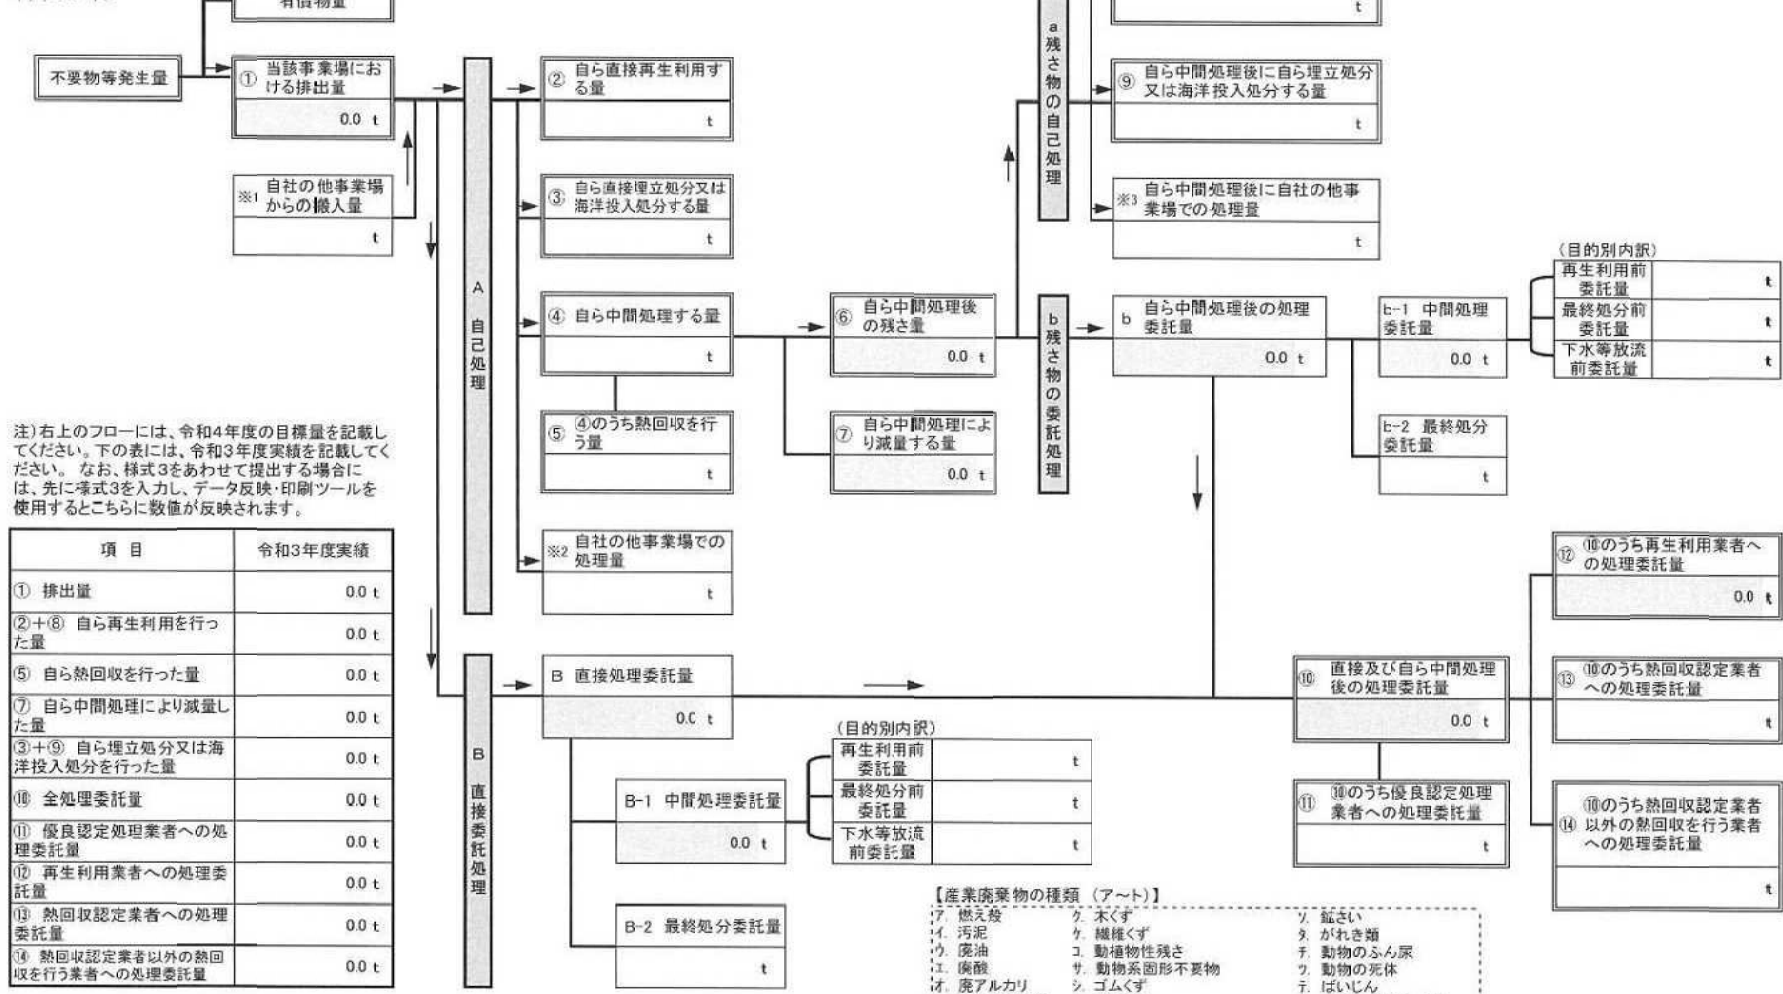 有償物量
不要物等発生量
① 当該事業場にお
ける排出量
0.0 t
※1 自社の他事業場
からの搬入量
t
A 自己処理
② 自ら直接再生利用す
る量
t
③ 自ら直接埋立処分又は
海洋投入処分する量
t
④ 自ら中間処理する量
t
⑤ ④のうち熱回収を行
う量
t
※2 自社の他事業場での
処理量
t
⑥ 自ら中間処理後
の残さ量
0.0 t
⑦ 自ら中間処理によ
り減量する量
0.0 t
a 残さ物の自己処理
t
⑨ 自ら中間処理後に自ら埋立処分
又は海洋投入処分する量
t
※3 自ら中間処理後に自社の他事
業場での処理量
t
b 残さ物の委託処理
b 自ら中間処理後の処理
委託量
0.0 t
b-1 中間処理
委託量
0.0 t
b-2 最終処分
委託量
t
(目的別内訳)
再生利用前
委託量
t
最終処分前
委託量
t
下水等放流
前委託量
t
注)右上のフローには、令和4年度の目標量を記載し
てください。下の表には、令和3年度実績を記載してく
ださい。 なお、様式3をあわせて提出する場合に
は、先に様式3を入力し、データ反映・印刷ツールを
使用するとこちらに数値が反映されます。
項 目 令和3年度実績
① 排出量 0.0 t
②+⑧ 自ら再生利用を行っ
た量 0.0 t
⑤ 自ら熱回収を行った量 0.0 t
⑦ 自ら中間処理により減量し
た量 0.0 t
③+⑨ 自ら埋立処分又は海
洋投入処分を行った量 0.0 t
⑩ 全処理委託量 0.0 t
⑪ 優良認定処理業者への処
理委託量 0.0 t
⑫ 再生利用業者への処理委
託量 0.0 t
⑬ 熱回収認定業者への処理
委託量 0.0 t
⑭ 熱回収認定業者以外の熱回
収を行う業者への処理委託量 0.0 t
B 直接委託処理
B 直接処理委託量
0.0 t
B-1 中間処理委託量
0.0 t
B-2 最終処分委託量
t
(目的別内訳)
再生利用前
委託量
t
最終処分前
委託量
t
下水等放流
前委託量
t
⑩ 直接及び自ら中間処理
後の処理委託量
0.0 t
⑪ ⑩のうち優良認定処理
業者への処理委託量
t
⑫ ⑩のうち再生利用業者へ
の処理委託量
0.0 t
⑬ ⑩のうち熱回収認定業者
への処理委託量
t
⑭ ⑩のうち熱回収認定業者
以外の熱回収を行う業者
への処理委託量
t
【産業廃棄物の種類 (ア～ト)】
ア. 燃え殻 ク. 木くず ソ. 鉱さい
イ. 汚泥 ケ. 繊維くず タ. がれき類
ウ. 廃油 コ. 動植物性残さ チ. 動物のふん尿
エ. 廃酸 サ. 動物系固形不要物 ツ. 動物の死体
オ. 廃アルカリ シ. ゴムくず テ. ばいじん